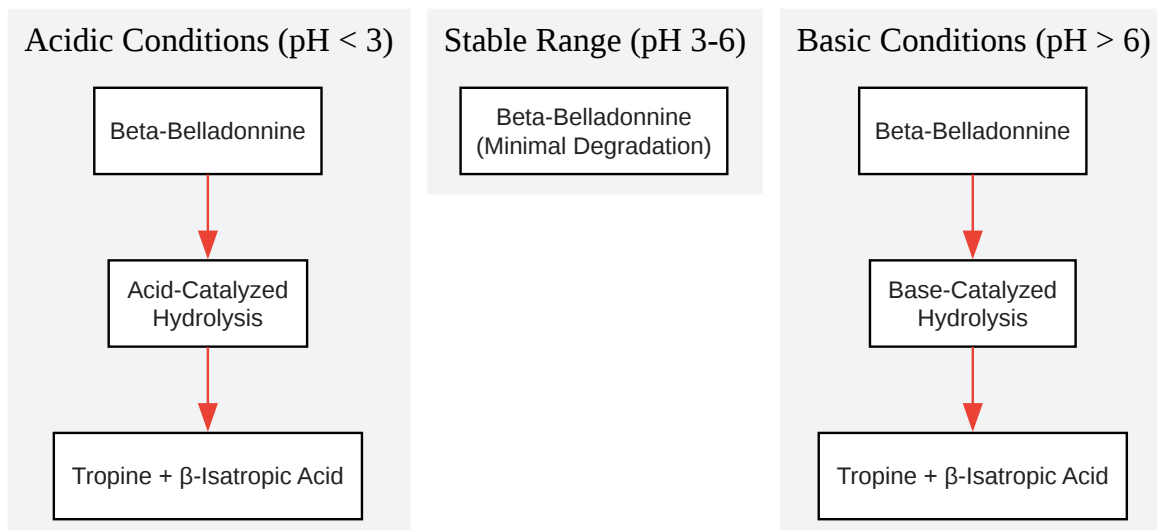 Acidic Conditions (pH < 3)
Beta-Belladonnine
Acid-Catalyzed
Hydrolysis
Tropine + β-Isatropic Acid
Stable Range (pH 3-6)
Beta-Belladonnine
(Minimal Degradation)
Basic Conditions (pH > 6)
Beta-Belladonnine
Base-Catalyzed
Hydrolysis
Tropine + β-Isatropic Acid